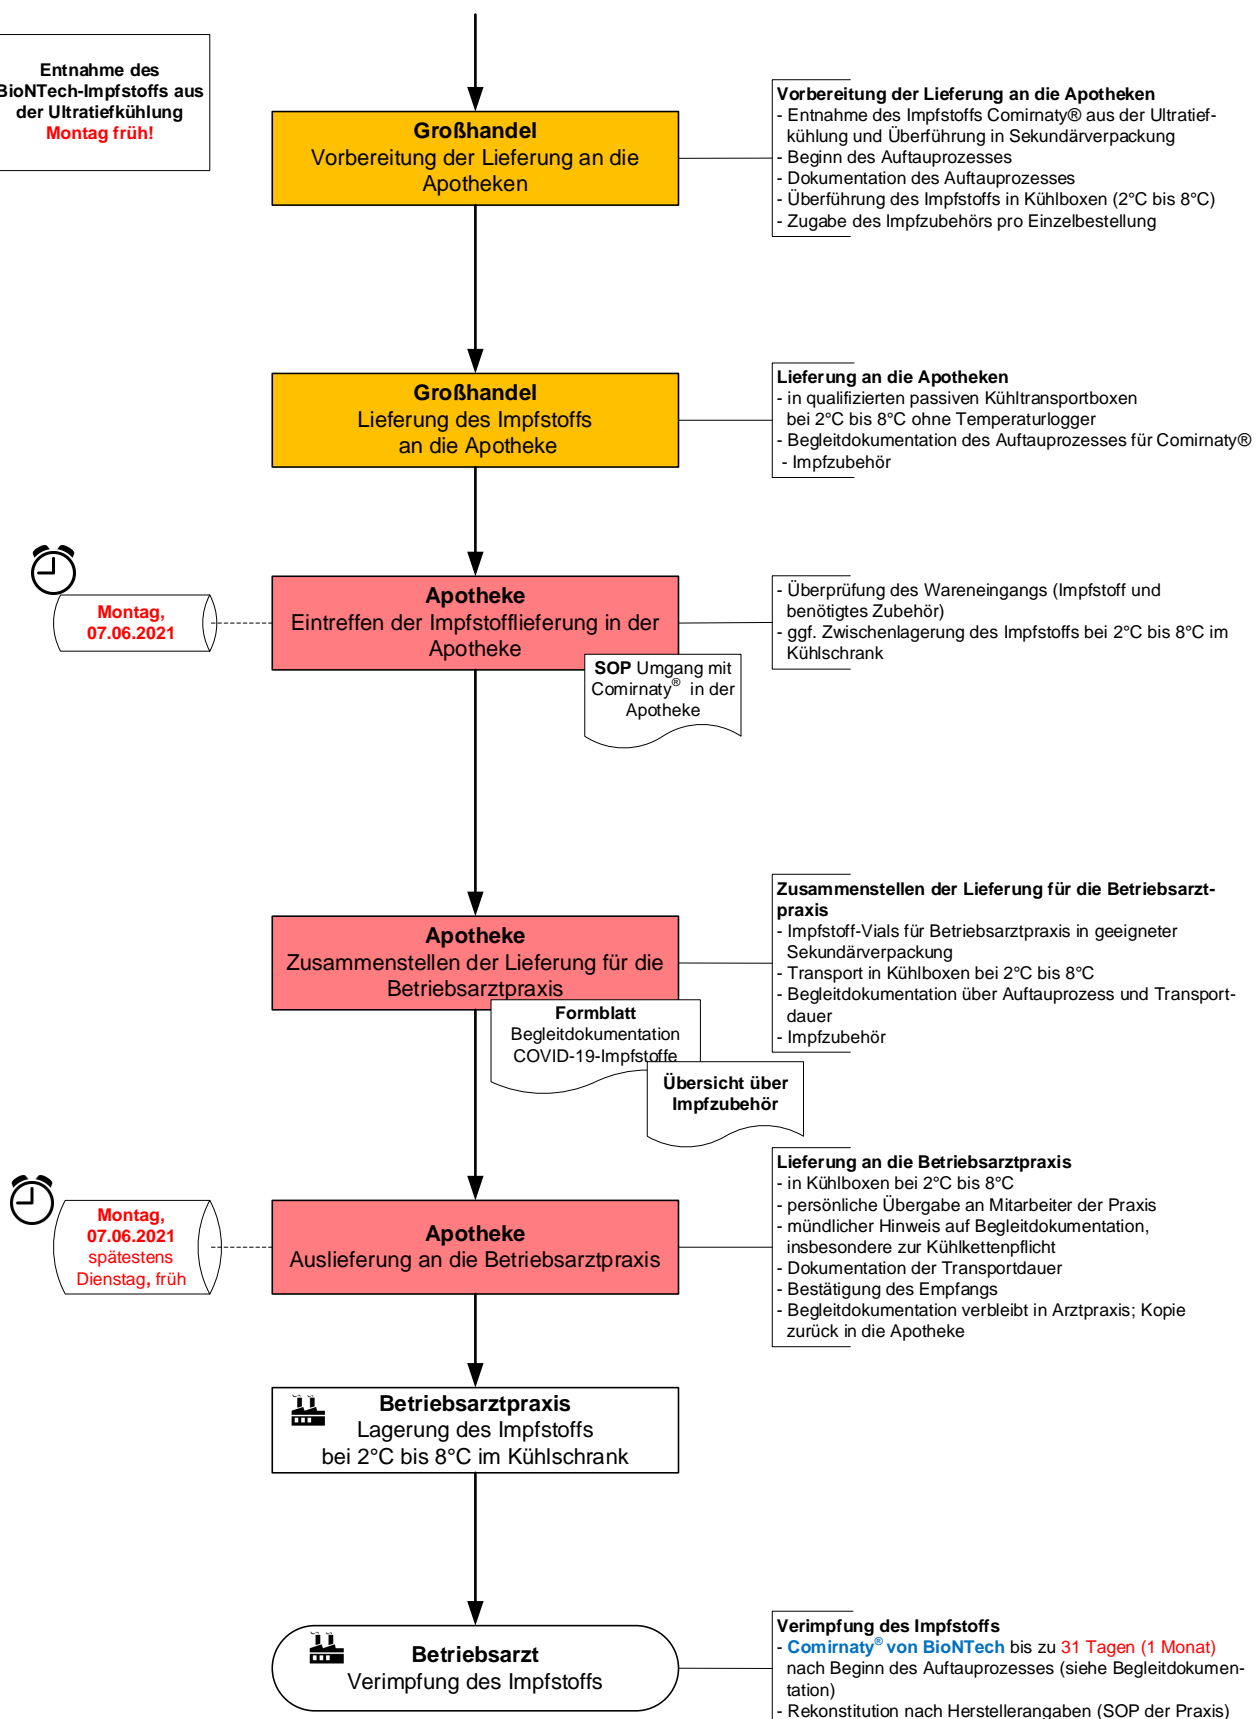 Entnahme des
BioNTech-Impfstoffs aus
der Ultratiefkühlung
Montag früh!
Großhandel
Vorbereitung der Lieferung an die
Apotheken
Vorbereitung der Lieferung an die Apotheken
- Entnahme des Impfstoffs Comirnaty® aus der Ultratief-
kühlung und Überführung in Sekundärverpackung
- Beginn des Auftauprozesses
- Dokumentation des Auftauprozesses
- Überführung des Impfstoffs in Kühlboxen (2°C bis 8°C)
- Zugabe des Impfzubehörs pro Einzelbestellung
Großhandel
Lieferung des Impfstoffs
an die Apotheke
Lieferung an die Apotheken
- in qualifizierten passiven Kühltransportboxen
bei 2°C bis 8°C ohne Temperaturlogger
- Begleitdokumentation des Auftauprozesses für Comirnaty®
- Impfzubehör
Montag,
07.06.2021
Apotheke
Eintreffen der Impfstofflieferung in der
Apotheke
SOP Umgang mit
Comirnaty® in der
Apotheke
- Überprüfung des Wareneingangs (Impfstoff und
benötigtes Zubehör)
- ggf. Zwischenlagerung des Impfstoffs bei 2°C bis 8°C im
Kühlschrank
Apotheke
Zusammenstellen der Lieferung für die
Betriebsarztpraxis
Formblatt
Begleitdokumentation
COVID-19-Impfstoffe
Übersicht über
Impfzubehör
Zusammenstellen der Lieferung für die Betriebsarzt-
praxis
- Impfstoff-Vials für Betriebsarztpraxis in geeigneter
Sekundärverpackung
- Transport in Kühlboxen bei 2°C bis 8°C
- Begleitdokumentation über Auftauprozess und Transport-
dauer
- Impfzubehör
Montag,
07.06.2021
spätestens
Dienstag, früh
Apotheke
Auslieferung an die Betriebsarztpraxis
Lieferung an die Betriebsarztpraxis
- in Kühlboxen bei 2°C bis 8°C
- persönliche Übergabe an Mitarbeiter der Praxis
- mündlicher Hinweis auf Begleitdokumentation,
insbesondere zur Kühlkettenpflicht
- Dokumentation der Transportdauer
- Bestätigung des Empfangs
- Begleitdokumentation verbleibt in Arztpraxis; Kopie
zurück in die Apotheke
Betriebsarztpraxis
Lagerung des Impfstoffs
bei 2°C bis 8°C im Kühlschrank
Betriebsarzt
Verimpfung des Impfstoffs
Verimpfung des Impfstoffs
- Comirnaty® von BioNTech bis zu 31 Tagen (1 Monat)
nach Beginn des Auftauprozesses (siehe Begleitdokumen-
tation)
- Rekonstitution nach Herstellerangaben (SOP der Praxis)